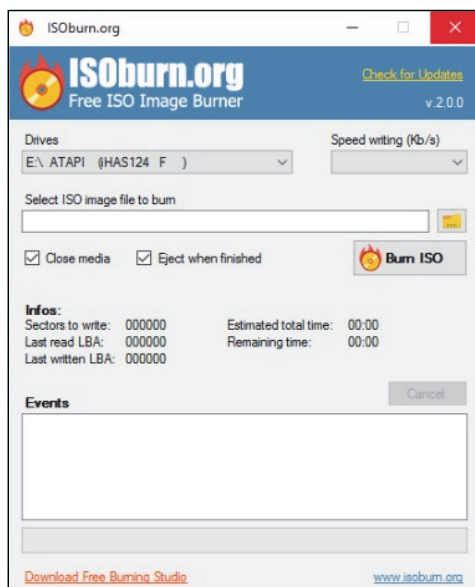 ISOburn.org
ISOburn.org
Free ISO Image Burner
Check for Updates
v.2.0.0
Drives
Speed writing (Kb/s)
E:\ ATAPI (iHAS124 F )
Select ISO image file to burn
Close media
Eject when finished
Burn ISO
Infos:
Sectors to write: 000000
Estimated total time: 00:00
Last read LBA: 000000
Remaining time: 00:00
Last written LBA: 000000
Cancel
Events
Download Free Burning Studio
www.isoburn.org